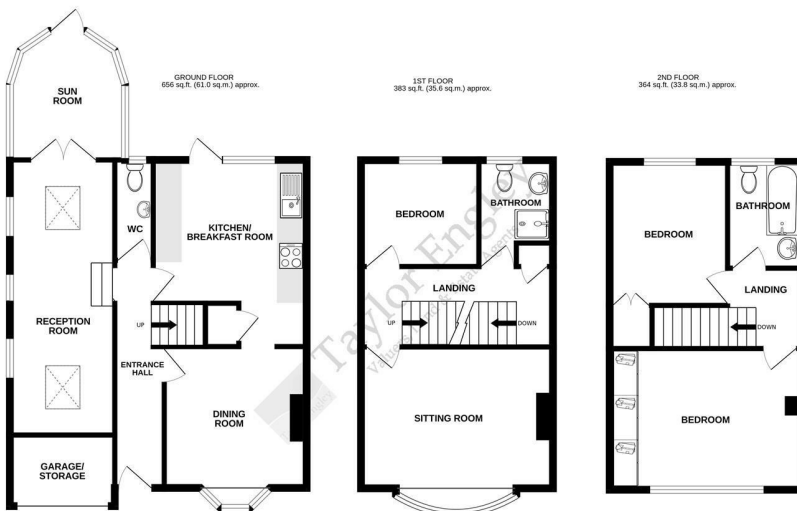 GROUND FLOOR
656 sq.ft. (61.0 sq.m.) approx.
SUN
ROOM
WC
KITCHEN/
BREAKFAST ROOM
RECEPTION
ROOM
UP
ENTRANCE
HALL
DINING
ROOM
GARAGE/
STORAGE
1ST FLOOR
383 sq.ft. (35.6 sq.m.) approx.
BEDROOM
BATHROOM
LANDING
UP
DOWN
SITTING ROOM
2ND FLOOR
364 sq.ft. (33.8 sq.m.) approx.
BEDROOM
BATHROOM
LANDING
DOWN
BEDROOM
Taylor Engley